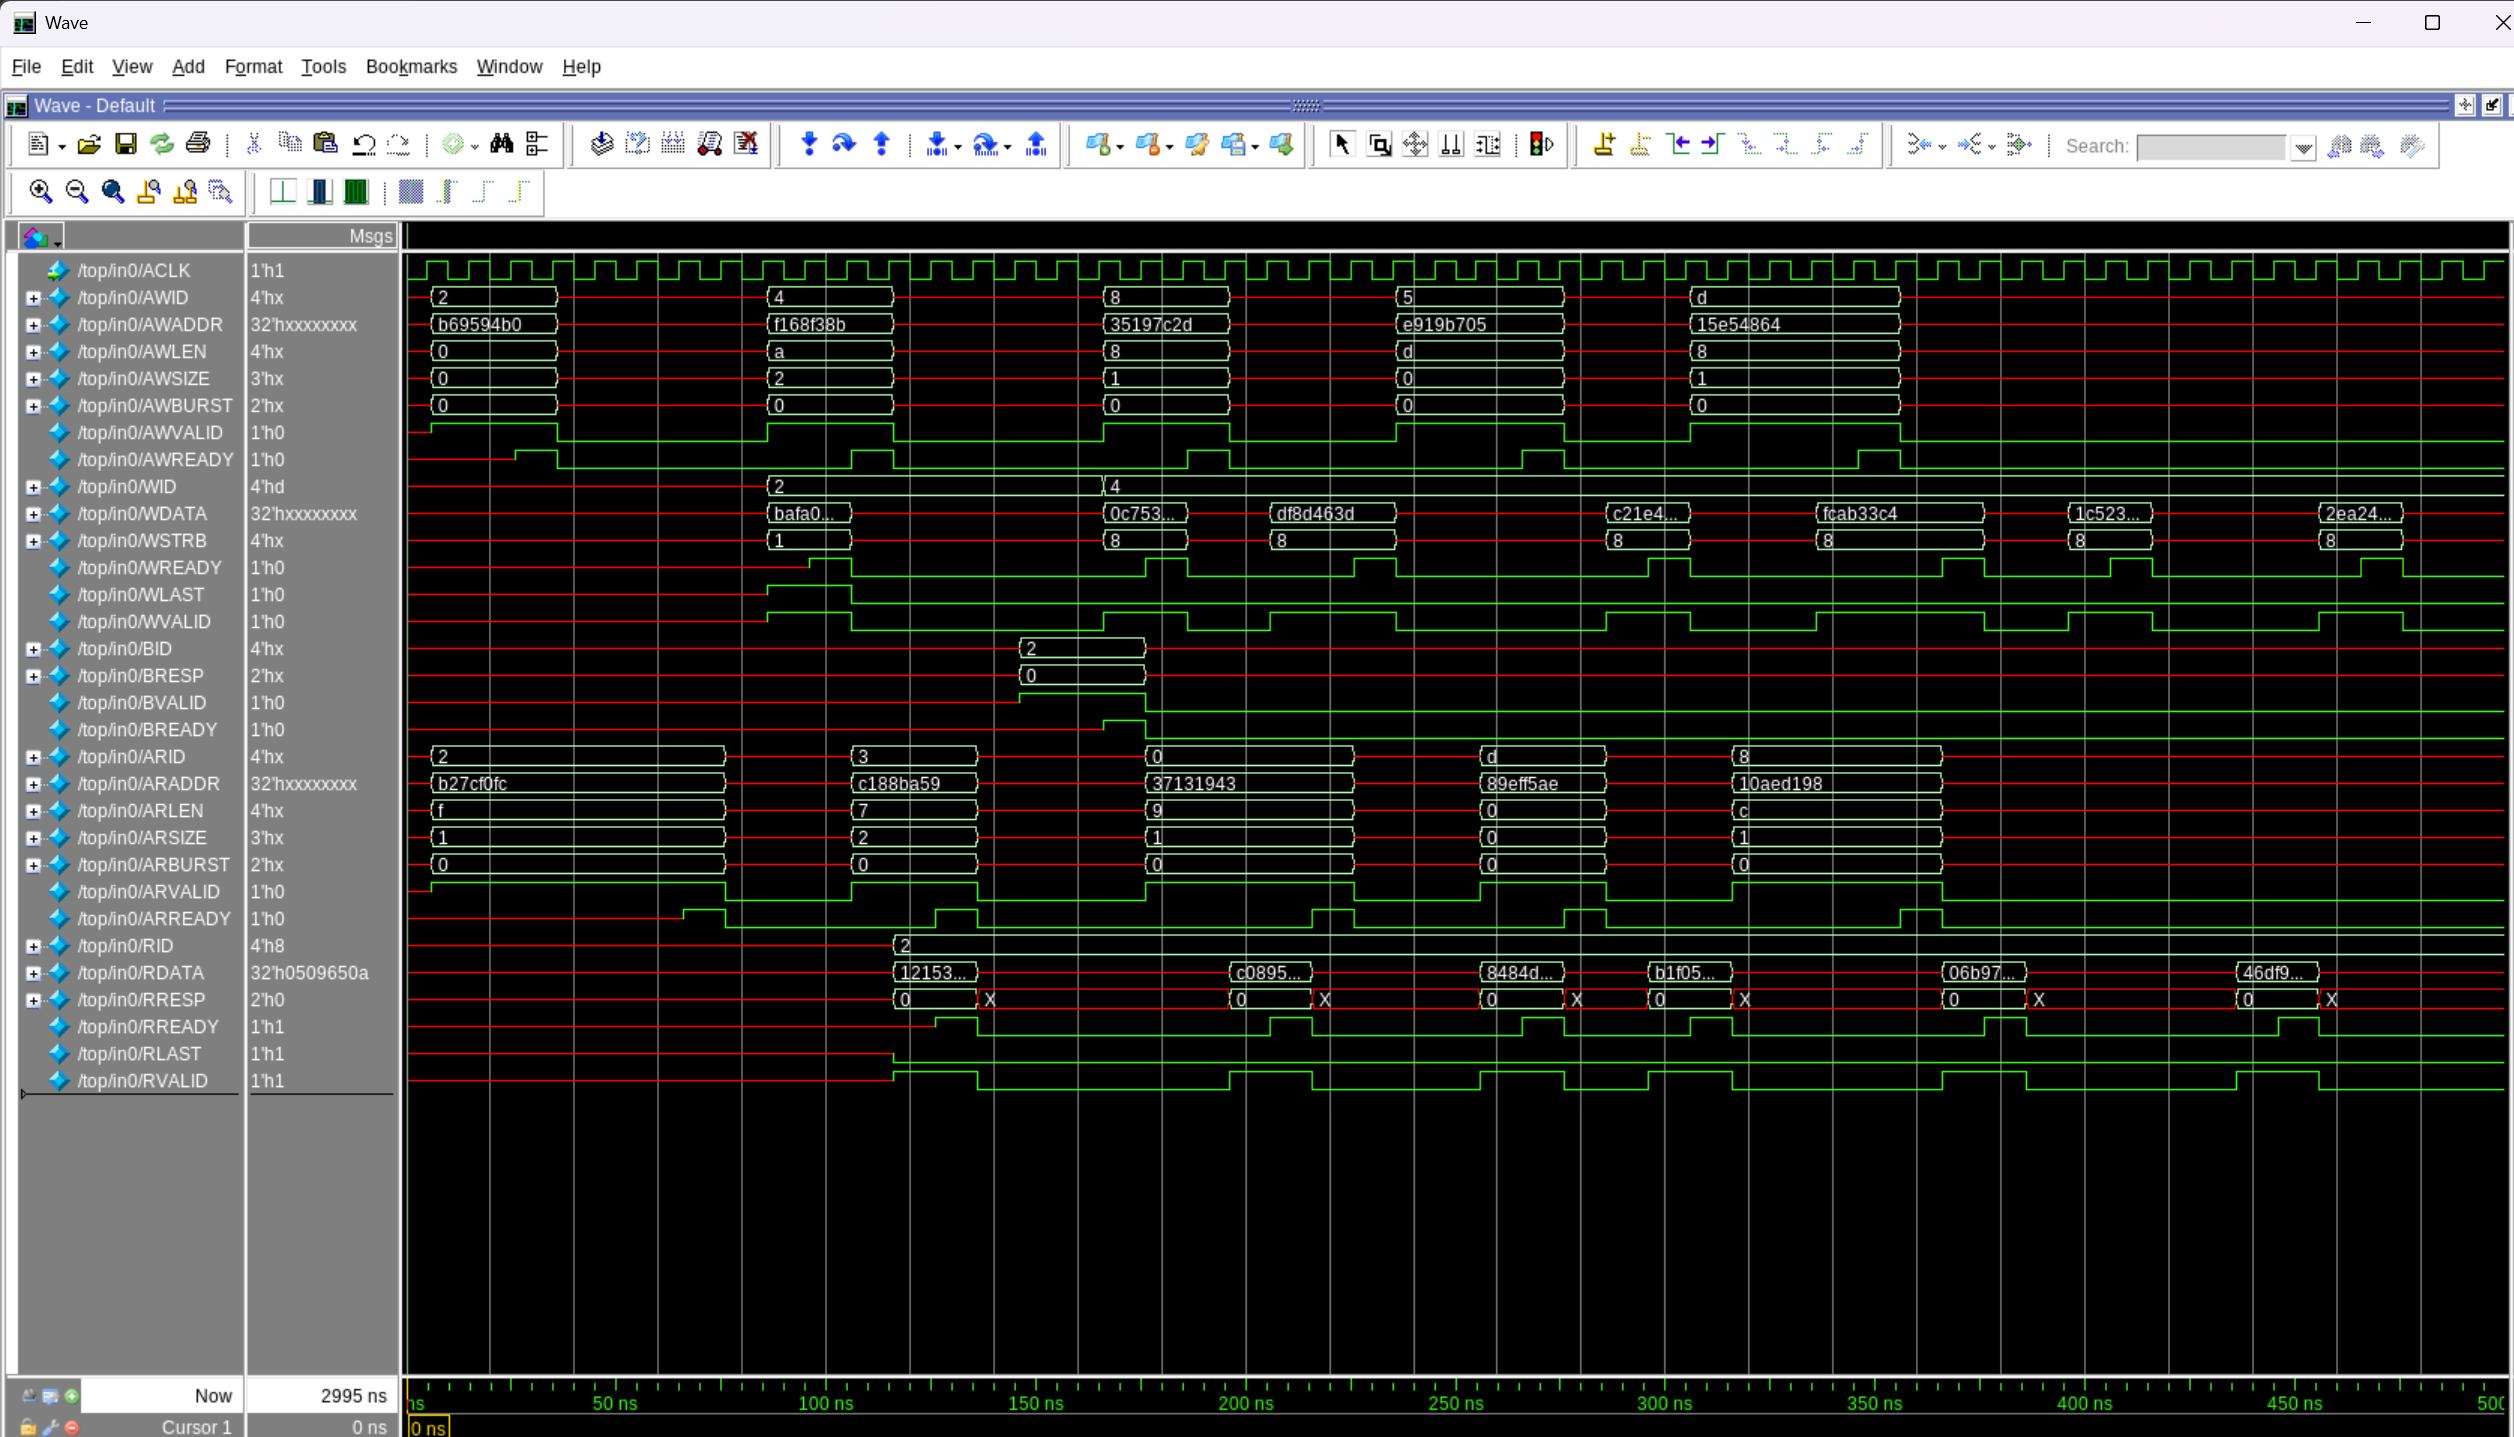 Wave
File Edit View Add Format Tools Bookmarks Window Help
Wave - Default
Search:
Msgs
/top/in0/ACLK 1'h1
/top/in0/AWID 4'hx 2 4 8 5 d
/top/in0/AWADDR 32'hxxxxxxxx b69594b0 f168f38b 35197c2d e919b705 15e54864
/top/in0/AWLEN 4'hx 0 a 8 d 8
/top/in0/AWSIZE 3'hx 0 2 1 0 1
/top/in0/AWBURST 2'hx 0 0 0 0 0
/top/in0/AWVALID 1'h0
/top/in0/AWREADY 1'h0
/top/in0/WID 4'hd 2 4
/top/in0/WDATA 32'hxxxxxxxx bafa0... 0c753... df8d463d c21e4... fcab33c4 1c523... 2ea24...
/top/in0/WSTRB 4'hx 1 8 8 8 8 8 8
/top/in0/WREADY 1'h0
/top/in0/WLAST 1'h0
/top/in0/WVALID 1'h0
/top/in0/BID 4'hx 2
/top/in0/BRESP 2'hx 0
/top/in0/BVALID 1'h0
/top/in0/BREADY 1'h0
/top/in0/ARID 4'hx 2 3 0 d 8
/top/in0/ARADDR 32'hxxxxxxxx b27cf0fc c188ba59 37131943 89eff5ae 10aed198
/top/in0/ARLEN 4'hx f 7 9 0 c
/top/in0/ARSIZE 3'hx 1 2 1 0 1
/top/in0/ARBURST 2'hx 0 0 0 0 0
/top/in0/ARVALID 1'h0
/top/in0/ARREADY 1'h0
/top/in0/RID 4'h8 2
/top/in0/RDATA 32'h0509650a 12153... c0895... 8484d... b1f05... 06b97... 46df9...
/top/in0/RRESP 2'h0 0 X 0 X 0 X 0 X 0 X 0 X
/top/in0/RREADY 1'h1
/top/in0/RLAST 1'h1
/top/in0/RVALID 1'h1
Now 2995 ns ns 50 ns 100 ns 150 ns 200 ns 250 ns 300 ns 350 ns 400 ns 450 ns 500
Cursor 1 0 ns 0 ns